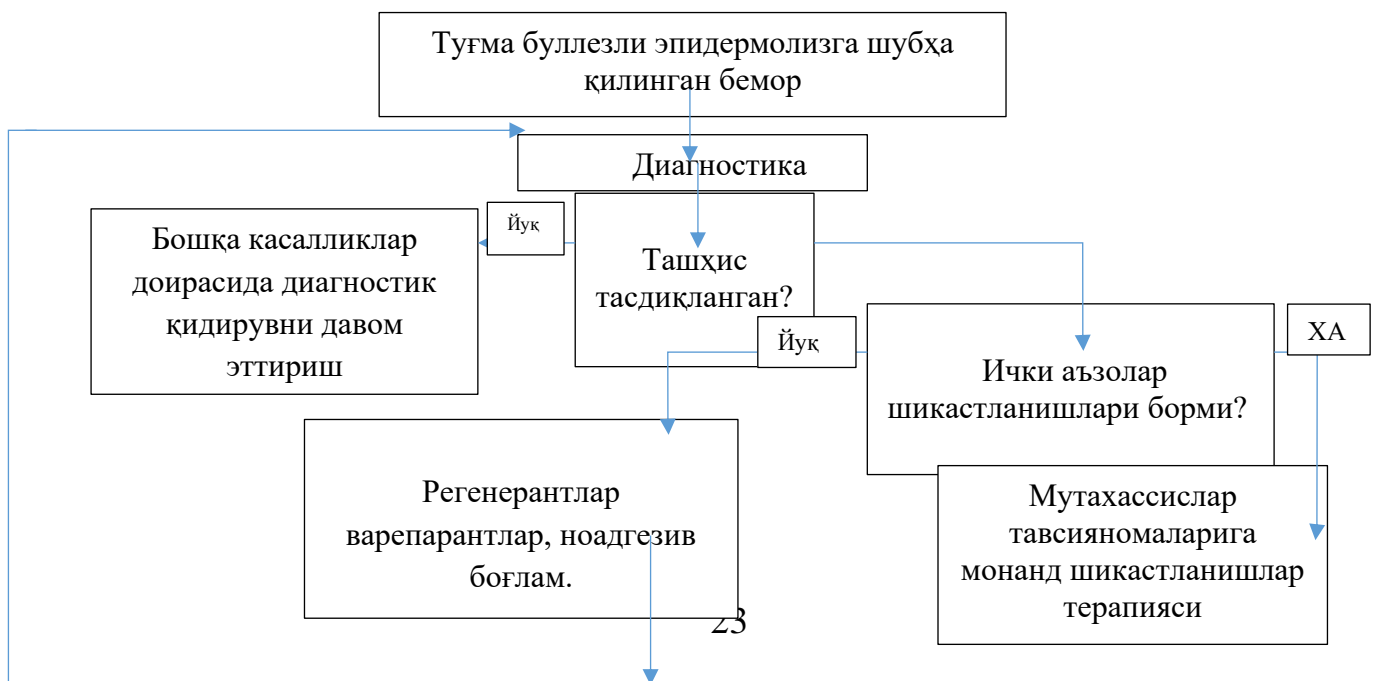 Туғма буллезли эпидермолизга шубҳа
қилинган бемор
Диагностика
Йуқ
Бошқа касалликлар
доирасида диагностик
қидирувни давом
эттириш
Ташҳис
тасдиқланган?
Йуқ
ХА
Ички аъзолар
шикастланишлари борми?
Регенерантлар
варепарантлар, ноадгезив
боғлам.
Мутахассислар
тавсияномаларига
монанд шикастланишлар
терапияси
23